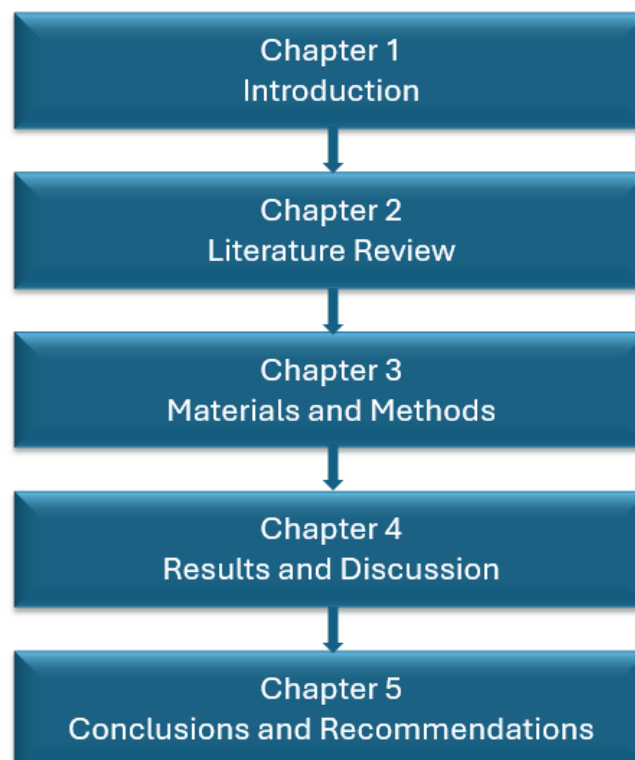 Chapter 1
Introduction
Chapter 2
Literature Review
Chapter 3
Materials and Methods
Chapter 4
Results and Discussion
Chapter 5
Conclusions and Recommendations